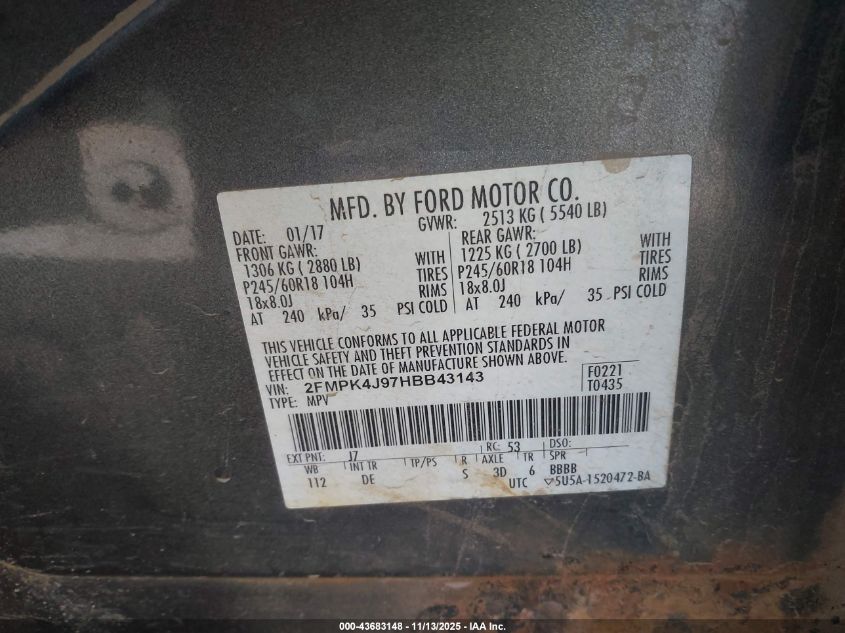 MFD. BY FORD MOTOR CO.
DATE: 01/17 GVWR: 2513 KG ( 5540 LB)
FRONT GAWR: REAR GAWR:
1306 KG ( 2880 LB) WITH 1225 KG ( 2700 LB) WITH
P245/60R18 104H TIRES P245/60R18 104H TIRES
18x8.0J RIMS 18x8.0J RIMS
AT 240 kPa/ 35 PSI COLD AT 240 kPa/ 35 PSI COLD
THIS VEHICLE CONFORMS TO ALL APPLICABLE FEDERAL MOTOR
VEHICLE SAFETY AND THEFT PREVENTION STANDARDS IN
EFFECT ON THE DATE OF MANUFACTURE SHOWN ABOVE.
VIN: 2FMPK4J97HBB43143 F0221
TYPE: MPV T0435
EXT PNT: J7 RC: 53 DSO:
WB INT TR TP/PS R AXLE TR SPR
112 DE S 3D 6 BBBB
UTC ▽5U5A-1520472-BA
000-43683148 - 11/13/2025 - IAA Inc.